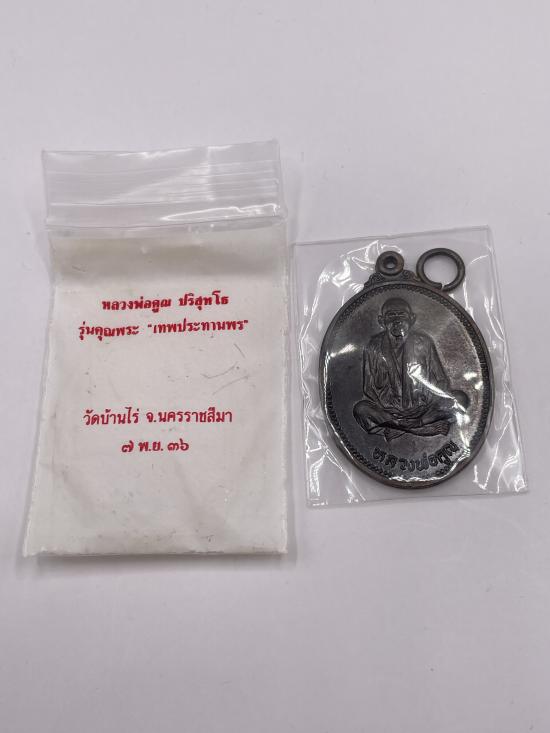 หลวงพ่อคูณ ปริสุทโธ
รุ่นคุณพระ "เทพประทานพร"
วัดบ้านไร่ จ.นครราชสีมา
๗ พ.ย. ๓๖
หลวงพ่อคูณ